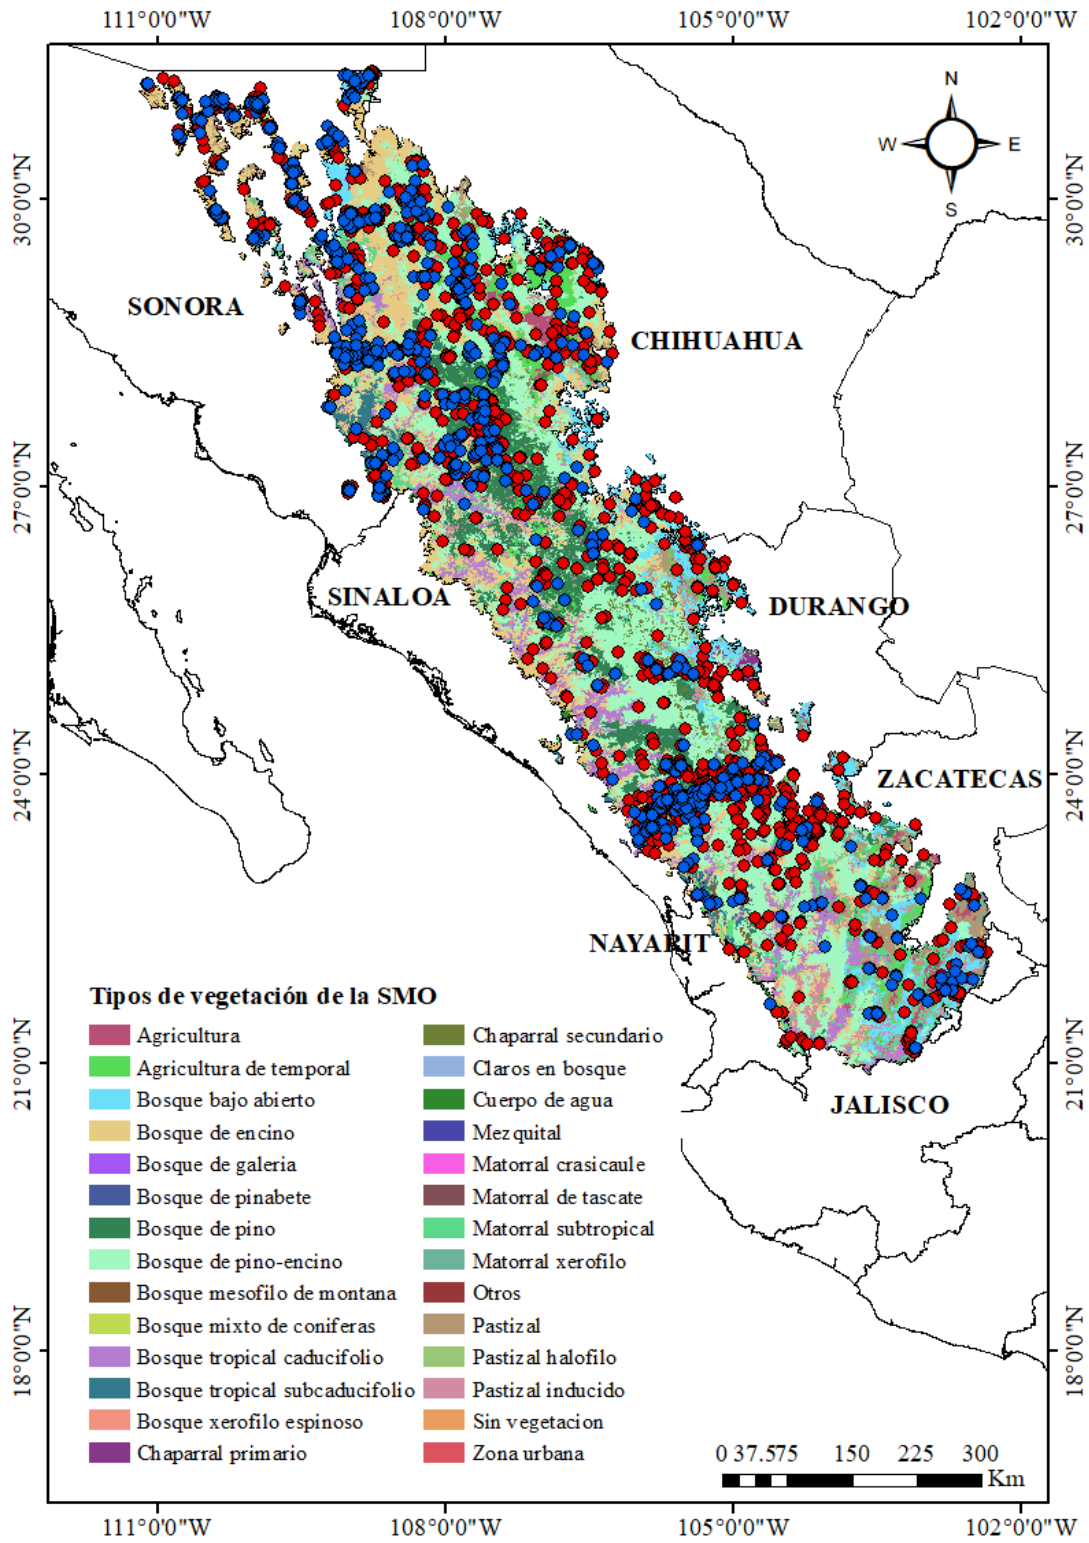 111°0'0"W 108°0'0"W 105°0'0"W 102°0'0"W
N
W E
S
30°0'0"N 30°0'0"N
SONORA
CHIHUAHUA
27°0'0"N 27°0'0"N
SINALOA
DURANGO
24°0'0"N 24°0'0"N
ZACATECAS
NAYARIT
21°0'0"N 21°0'0"N
JALISCO
18°0'0"N 18°0'0"N
Tipos de vegetación de la SMO
Agricultura
Agricultura de temporal
Bosque bajo abierto
Bosque de encino
Bosque de galeria
Bosque de pinabete
Bosque de pino
Bosque de pino-encino
Bosque mesofilo de montana
Bosque mixto de coniferas
Bosque tropical caducifolio
Bosque tropical subcaducifolio
Bosque xerofilo espinoso
Chaparral primario
Chaparral secundario
Claros en bosque
Cuerpo de agua
Mezquital
Matorral crasicaule
Matorral de tascate
Matorral subtropical
Matorral xerofilo
Otros
Pastizal
Pastizal halofilo
Pastizal inducido
Sin vegetacion
Zona urbana
0 37.575 150 225 300
Km
111°0'0"W 108°0'0"W 105°0'0"W 102°0'0"W